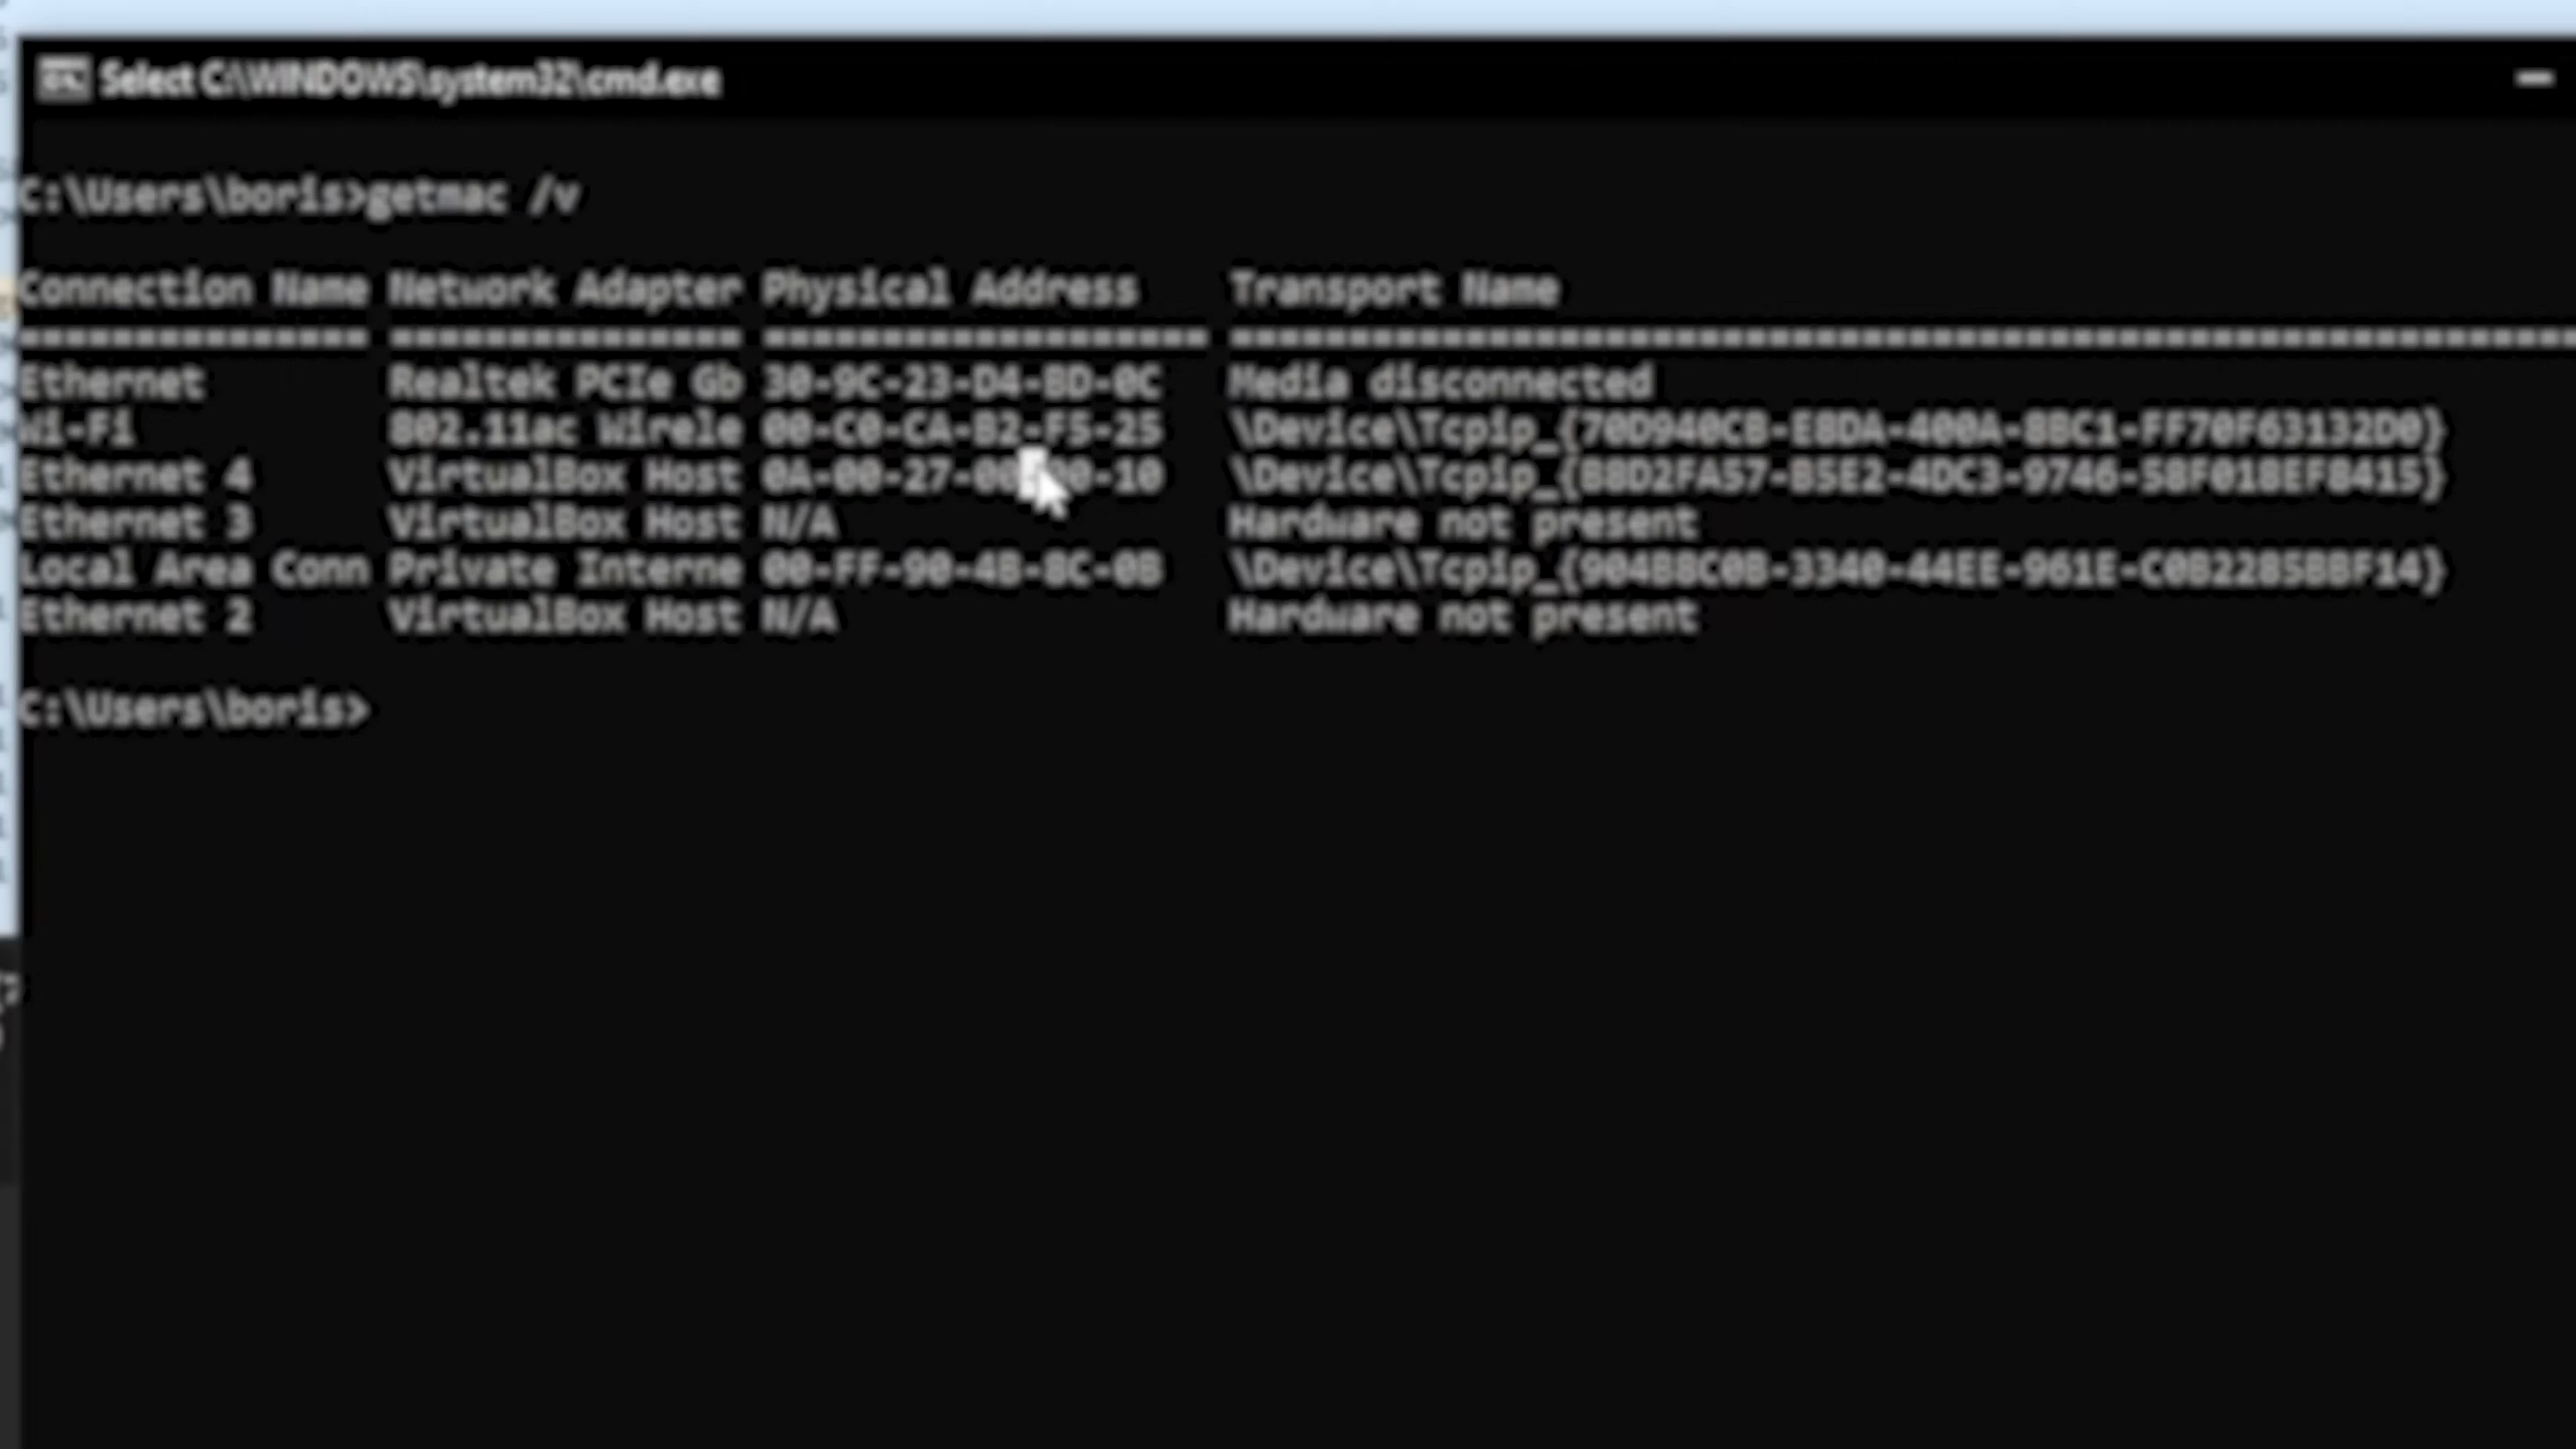 Select C:\WINDOWS\system32\cmd.exe
C:\Users\boris>getmac /v
Connection Name Network Adapter Physical Address    Transport Name
=============== =============== =================== ==========================================================
Ethernet        Realtek PCIe Gb 30-9C-23-D4-BD-0C   Media disconnected
Wi-Fi           802.11ac Wirele 00-C0-CA-B2-F5-25   \Device\Tcpip_{70D940CB-E8DA-400A-8BC1-FF70F63132D0}
Ethernet 4      VirtualBox Host \Device\Tcpip_{B8D2FA57-B5E2-4DC3-9746-58F018EF8415}
Ethernet 3      VirtualBox Host N/A                 Hardware not present
Local Area Conn Private Interne 00-FF-90-4B-8C-0B   \Device\Tcpip_{904B8C0B-3340-44EE-961E-C0B2285BBF14}
Ethernet 2      VirtualBox Host N/A                 Hardware not present
C:\Users\boris>